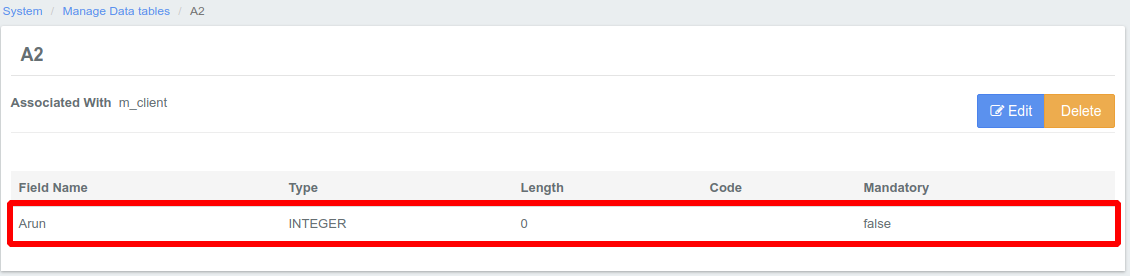 System / Manage Data tables / A2
A2
Associated With m_client
Edit Delete
Field Name Type Length Code Mandatory
Arun INTEGER 0 false